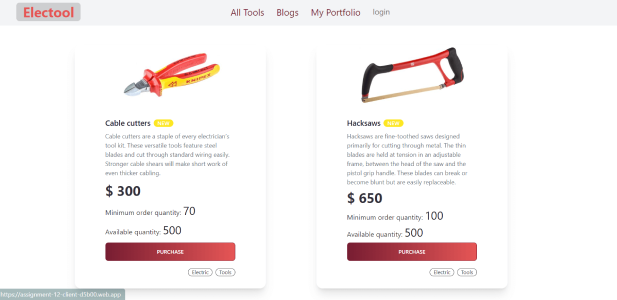 Electool
All Tools Blogs My Portfolio login
KNIPEX
Cable cutters NEW
Cable cutters are a staple of every electrician's
tool kit. These versatile tools feature steel
blades and cut through standard wiring easily.
Stronger cable shears will make short work of
even thicker cabling.
$ 300
Minimum order quantity: 70
Available quantity: 500
PURCHASE
Electric Tools
Hacksaws NEW
Hacksaws are fine-toothed saws designed
primarily for cutting through metal. The thin
blades are held at tension in an adjustable
frame, between the head of the saw and the
pistol grip handle. These blades can break or
become blunt but are easily replaceable.
$ 650
Minimum order quantity: 100
Available quantity: 500
PURCHASE
Electric Tools
https://assignment-12-client-d5b00.web.app